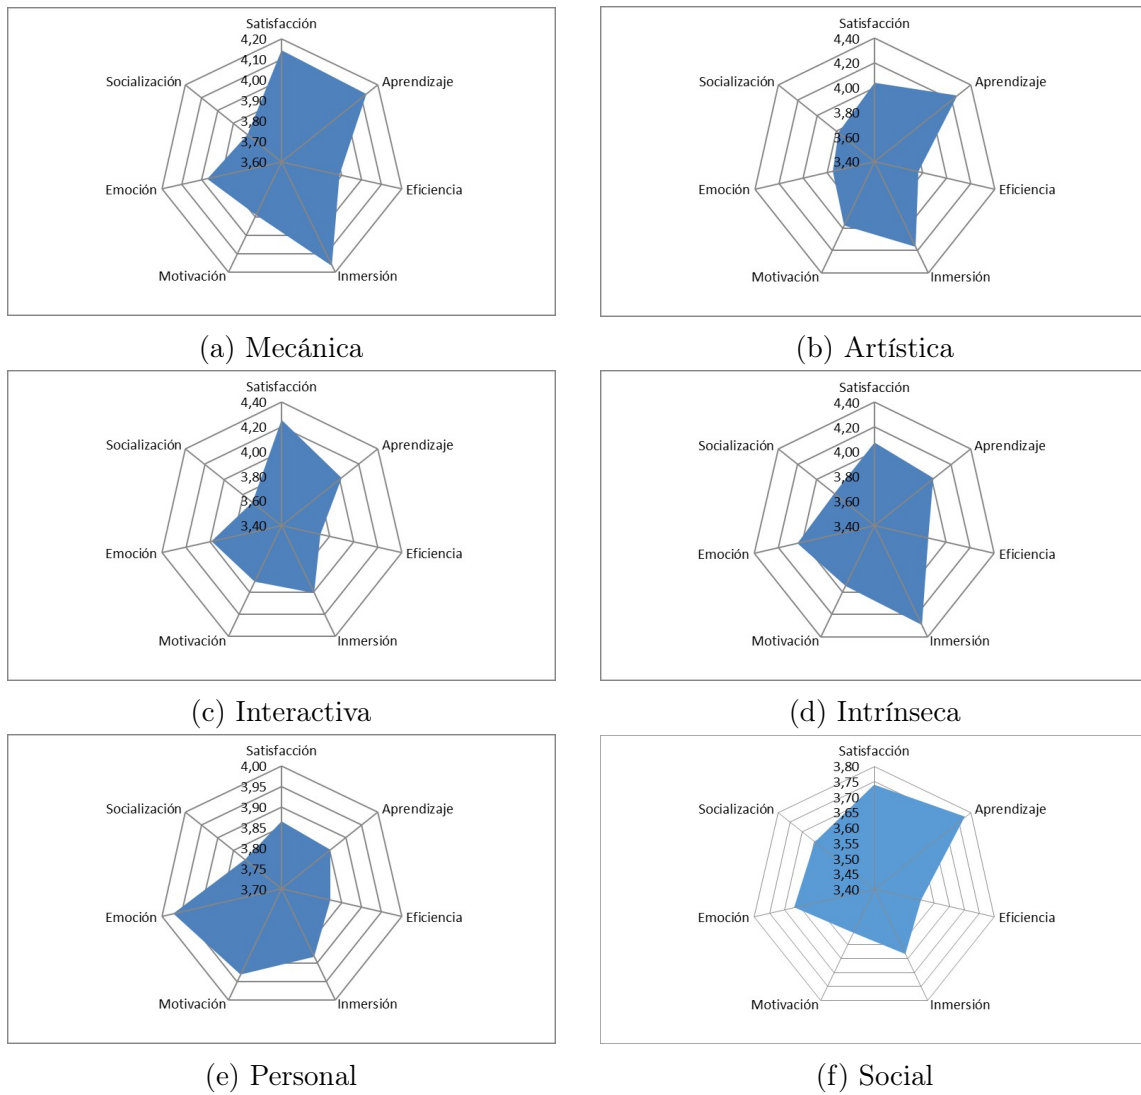 Satisfacción
4,20
4,10
4,00
3,90
3,80
3,70
3,60
Socialización
Aprendizaje
Emoción
Eficiencia
Motivación
Inmersión
(a) Mecánica
Satisfacción
4,40
4,20
4,00
3,80
3,60
3,40
Socialización
Aprendizaje
Emoción
Eficiencia
Motivación
Inmersión
(b) Artística
Satisfacción
4,40
4,20
4,00
3,80
3,60
3,40
Socialización
Aprendizaje
Emoción
Eficiencia
Motivación
Inmersión
(c) Interactiva
Satisfacción
4,40
4,20
4,00
3,80
3,60
3,40
Socialización
Aprendizaje
Emoción
Eficiencia
Motivación
Inmersión
(d) Intrínseca
Satisfacción
4,00
3,95
3,90
3,85
3,80
3,75
3,70
Socialización
Aprendizaje
Emoción
Eficiencia
Motivación
Inmersión
(e) Personal
Satisfacción
3,80
3,75
3,70
3,65
3,60
3,55
3,50
3,45
3,40
Socialización
Aprendizaje
Emoción
Eficiencia
Motivación
Inmersión
(f) Social